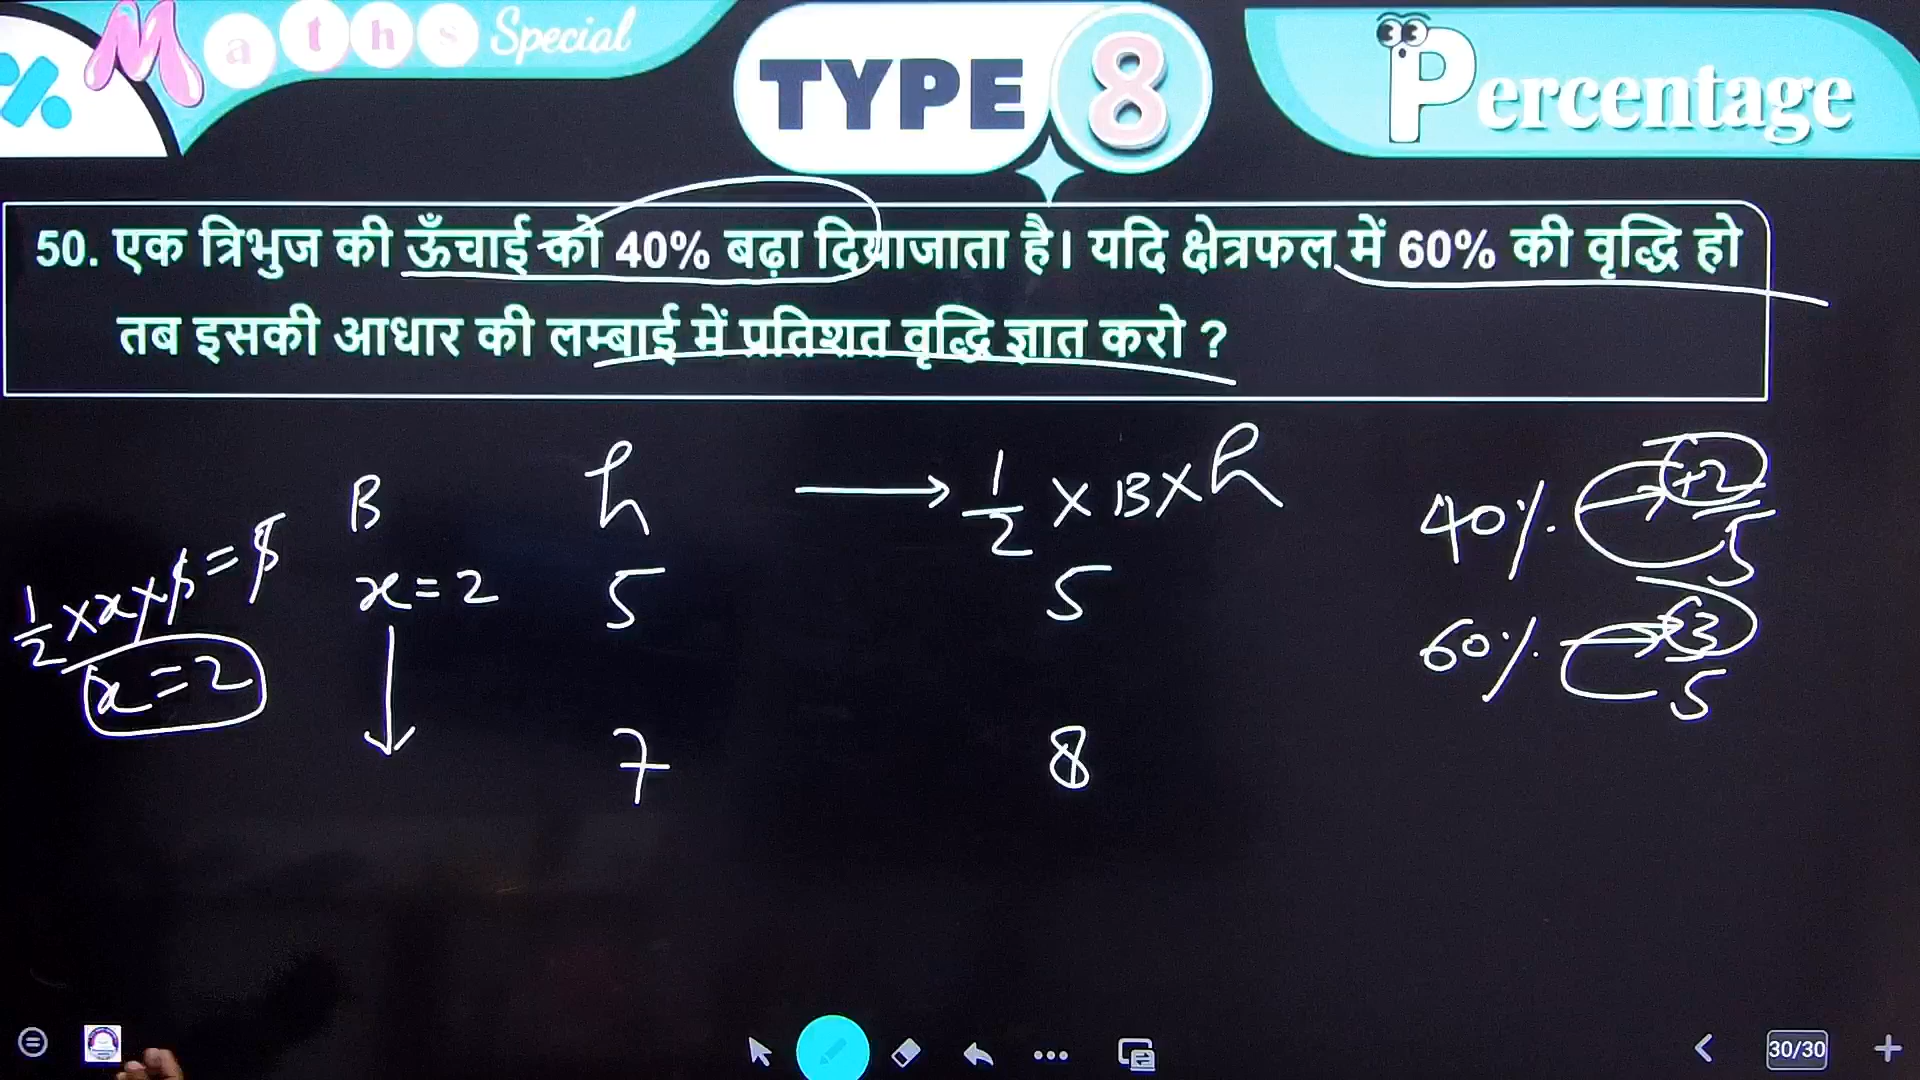 Maths Special
TYPE 8
Percentage
50. एक त्रिभुज की ऊँचाई को 40% बढ़ा दियाजाता है। यदि क्षेत्रफल में 60% की वृद्धि हो
तब इसकी आधार की लम्बाई में प्रतिशत वृद्धि ज्ञात करो ?
B h → 1/2 × B × h
40% → +2/5
1/2 × x × 5 = 5
x = 2 5 5
60% → +3/5
x = 2
7 8
30/30